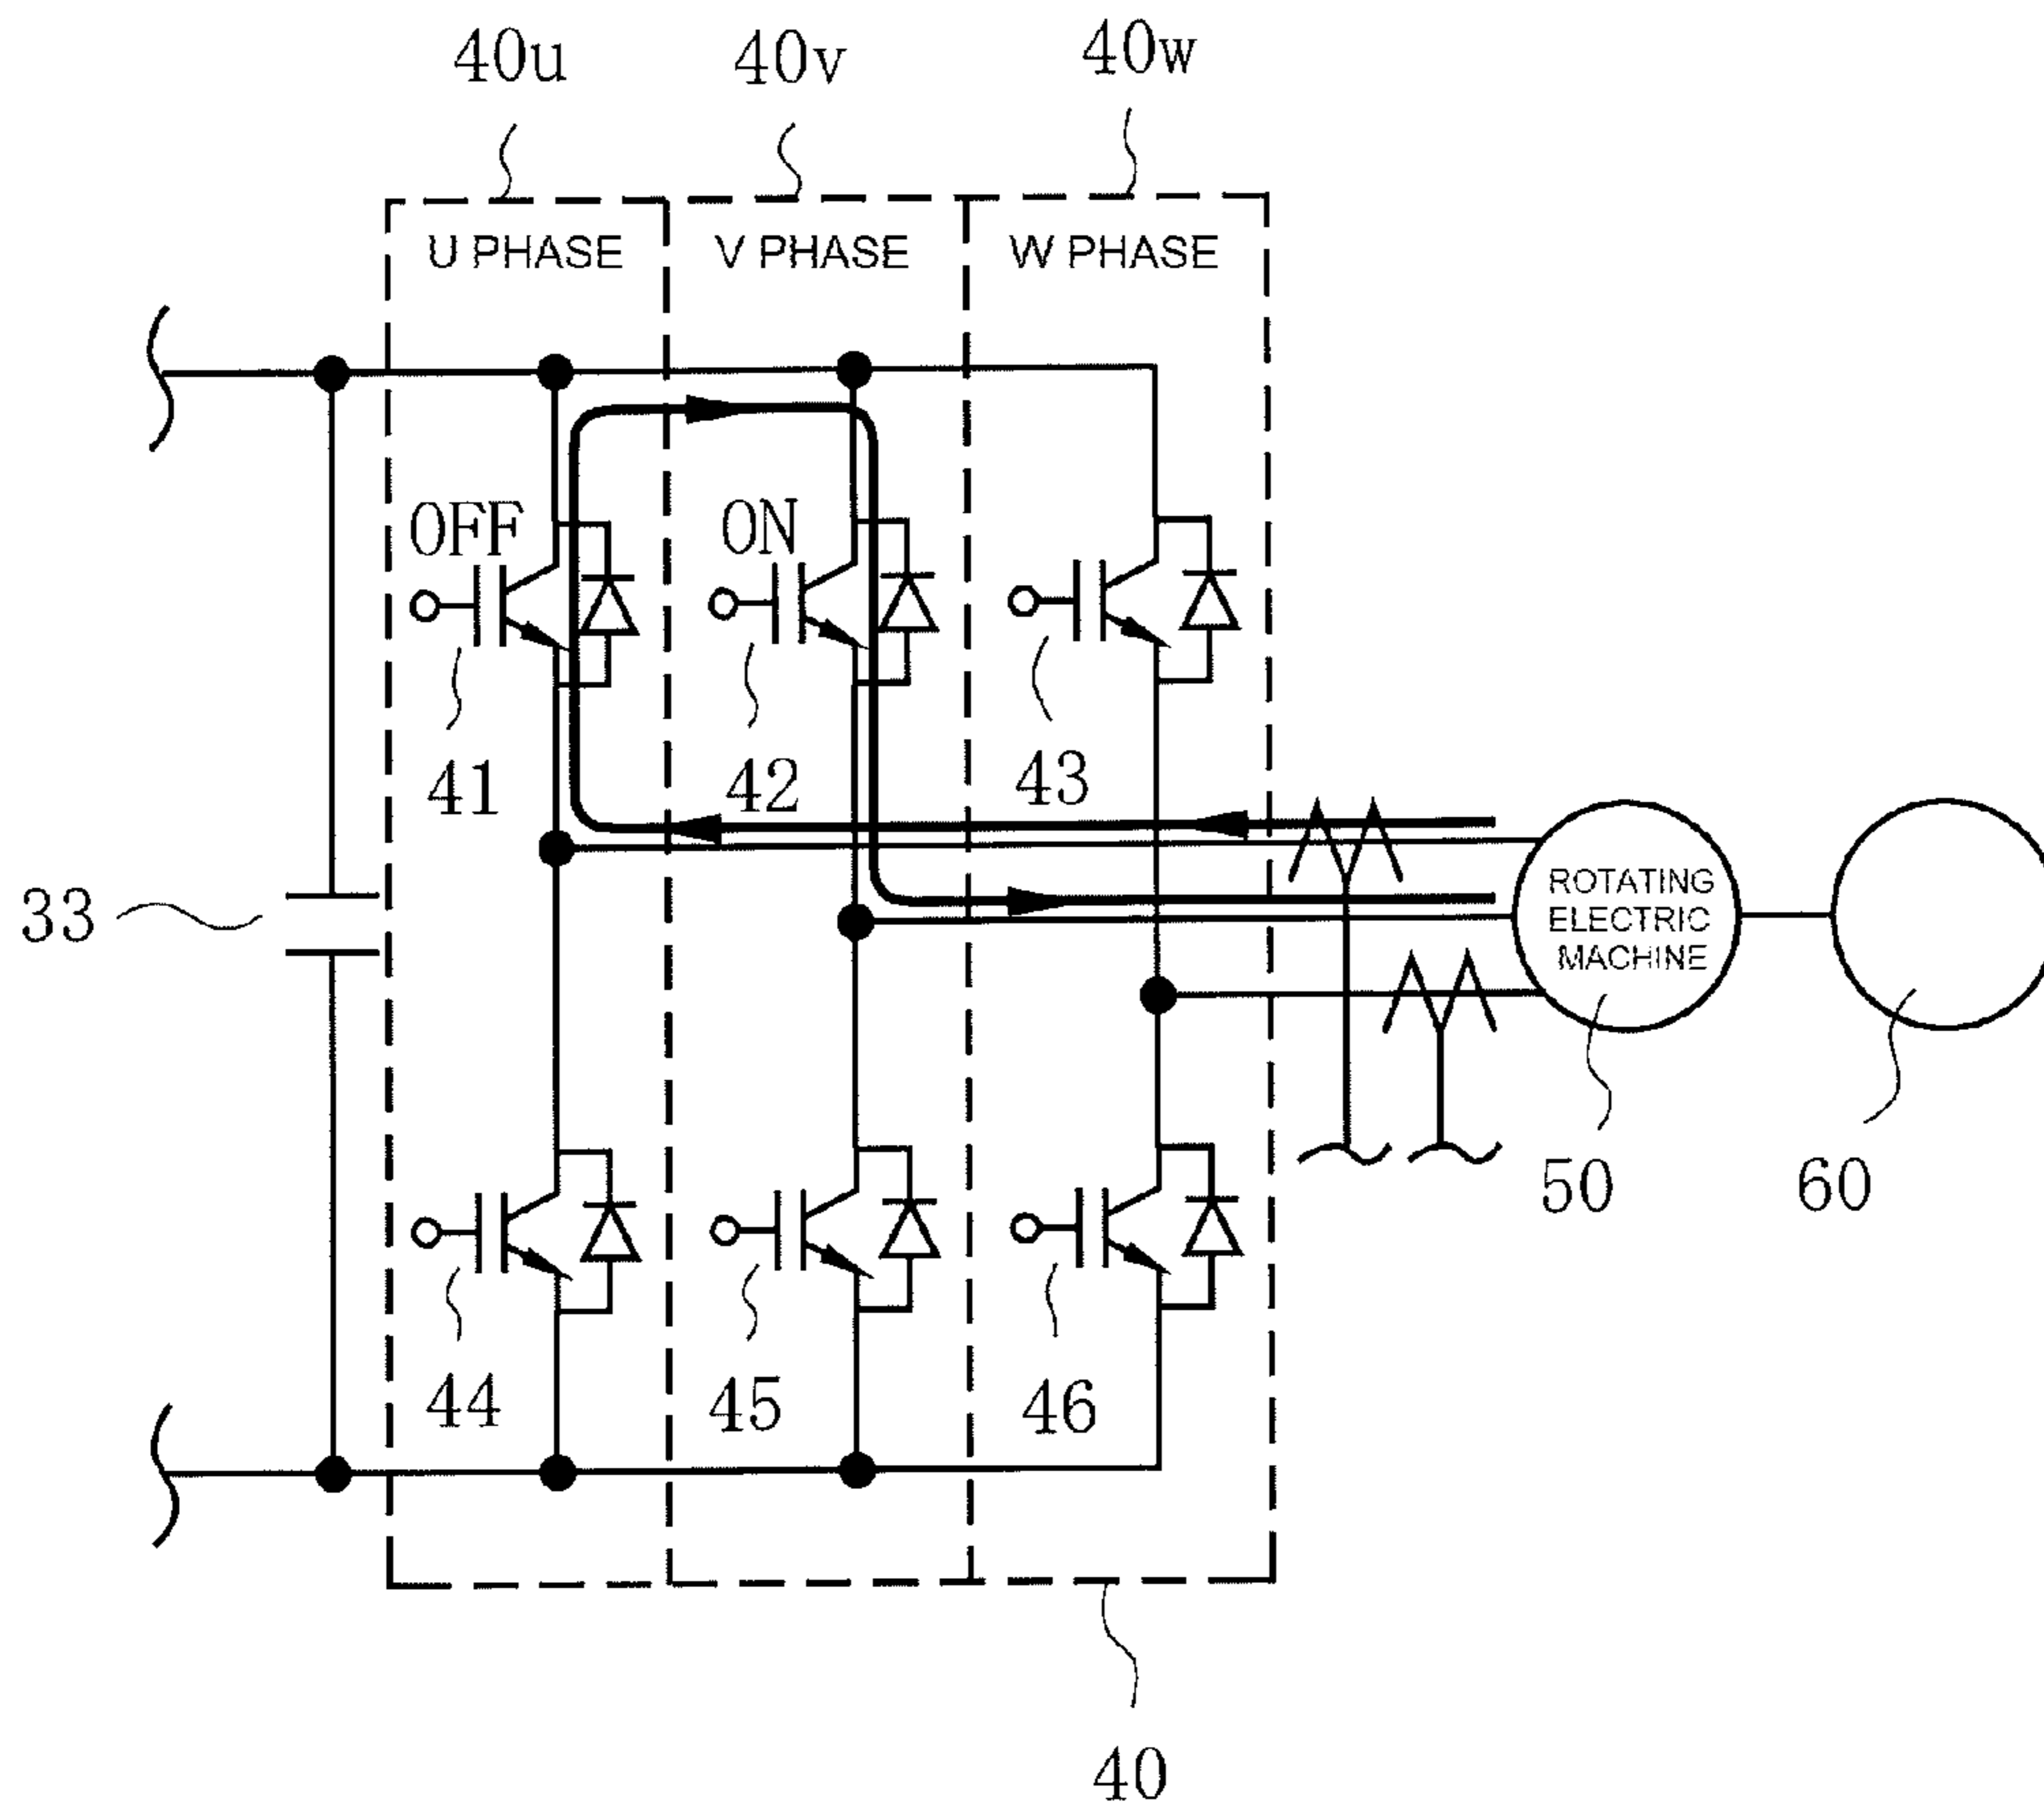 40u 40v 40w
U PHASE V PHASE W PHASE
OFF ON
41 42 43
33
ROTATING
ELECTRIC
MACHINE
50 60
44 45 46
40